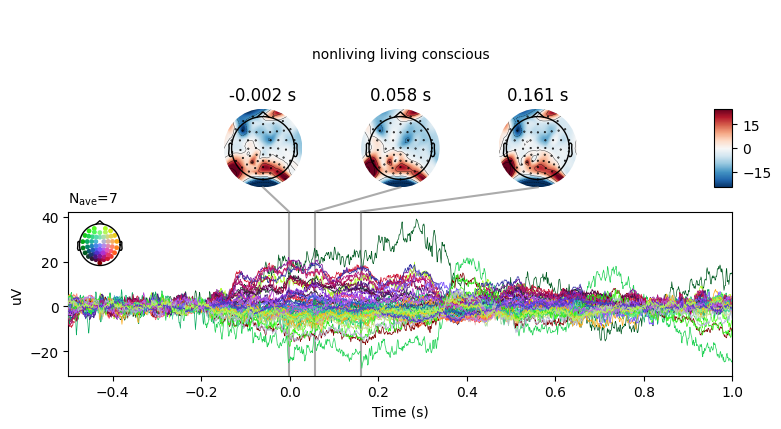 nonliving living conscious
-0.002 s 0.058 s 0.161 s
15
0
−15
Nave=7
40
20
0
−20
uV
−0.4 −0.2 0.0 0.2 0.4 0.6 0.8 1.0
Time (s)